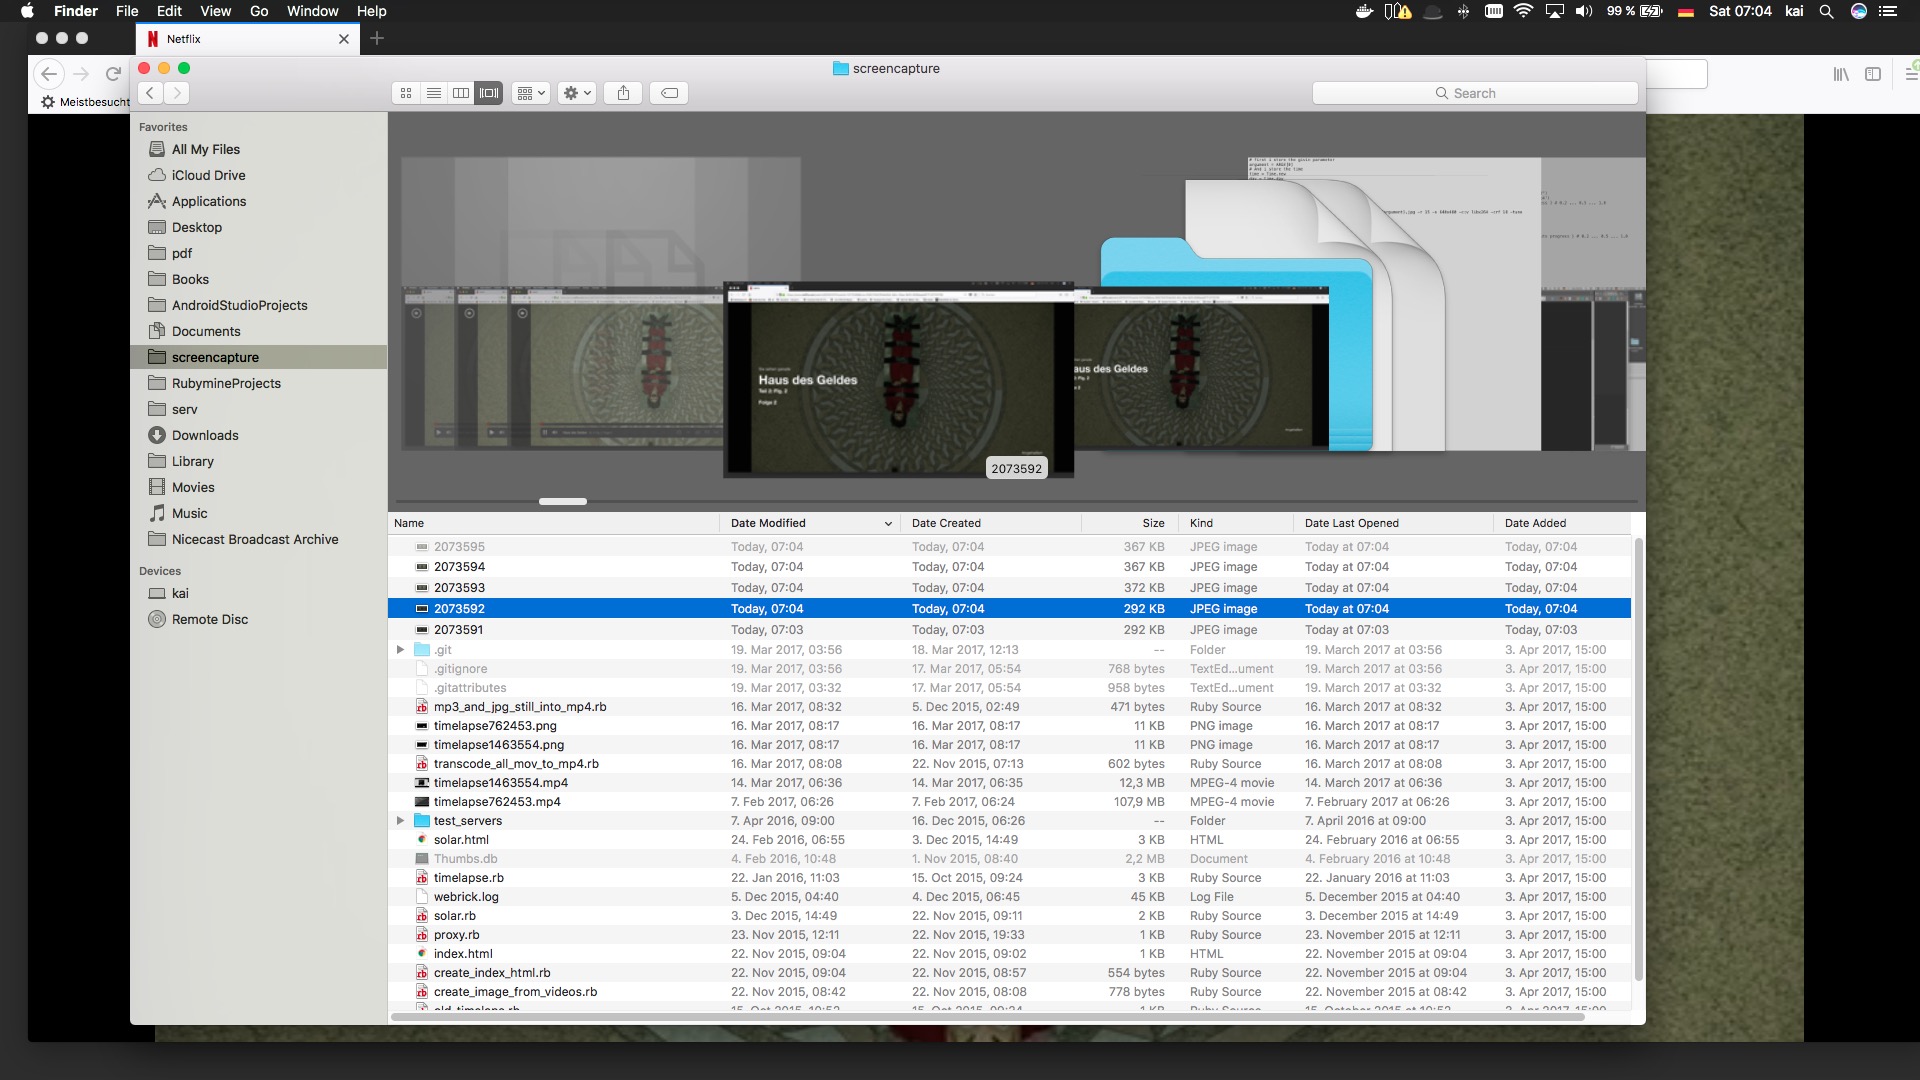 Finder File Edit View Go Window Help 99 % Sat 07:04 kai
Netflix
screencapture
Meistbesucht
Search
Favorites
All My Files
iCloud Drive
Applications
Desktop
pdf
Books
AndroidStudioProjects
Documents
screencapture
RubymineProjects
serv
Downloads
Library
Movies
Music
Nicecast Broadcast Archive
Devices
kai
Remote Disc
Haus des Geldes
Folge 2
aus des Geldes
2073592
Name Date Modified Date Created Size Kind Date Last Opened Date Added
2073595 Today, 07:04 Today, 07:04 367 KB JPEG image Today at 07:04 Today, 07:04
2073594 Today, 07:04 Today, 07:04 367 KB JPEG image Today at 07:04 Today, 07:04
2073593 Today, 07:04 Today, 07:04 372 KB JPEG image Today at 07:04 Today, 07:04
2073592 Today, 07:04 Today, 07:04 292 KB JPEG image Today at 07:04 Today, 07:04
2073591 Today, 07:03 Today, 07:03 292 KB JPEG image Today at 07:03 Today, 07:03
.git 19. Mar 2017, 03:56 18. Mar 2017, 12:13 -- Folder 19. March 2017 at 03:56 3. Apr 2017, 15:00
.gitignore 19. Mar 2017, 03:56 17. Mar 2017, 05:54 768 bytes TextEd...ument 19. March 2017 at 03:56 3. Apr 2017, 15:00
.gitattributes 19. Mar 2017, 03:32 17. Mar 2017, 05:54 958 bytes TextEd...ument 19. March 2017 at 03:32 3. Apr 2017, 15:00
mp3_and_jpg_still_into_mp4.rb 16. Mar 2017, 08:32 5. Dec 2015, 02:49 471 bytes Ruby Source 16. March 2017 at 08:32 3. Apr 2017, 15:00
timelapse762453.png 16. Mar 2017, 08:17 16. Mar 2017, 08:17 11 KB PNG image 16. March 2017 at 08:17 3. Apr 2017, 15:00
timelapse1463554.png 16. Mar 2017, 08:17 16. Mar 2017, 08:17 11 KB PNG image 16. March 2017 at 08:17 3. Apr 2017, 15:00
transcode_all_mov_to_mp4.rb 16. Mar 2017, 08:08 22. Nov 2015, 07:13 602 bytes Ruby Source 16. March 2017 at 08:08 3. Apr 2017, 15:00
timelapse1463554.mp4 14. Mar 2017, 06:36 14. Mar 2017, 06:35 12,3 MB MPEG-4 movie 14. March 2017 at 06:36 3. Apr 2017, 15:00
timelapse762453.mp4 7. Feb 2017, 06:26 7. Feb 2017, 06:24 107,9 MB MPEG-4 movie 7. February 2017 at 06:26 3. Apr 2017, 15:00
test_servers 7. Apr 2016, 09:00 16. Dec 2015, 06:26 -- Folder 7. April 2016 at 09:00 3. Apr 2017, 15:00
solar.html 24. Feb 2016, 06:55 3. Dec 2015, 14:49 3 KB HTML 24. February 2016 at 06:55 3. Apr 2017, 15:00
Thumbs.db 4. Feb 2016, 10:48 1. Nov 2015, 08:40 2,2 MB Document 4. February 2016 at 10:48 3. Apr 2017, 15:00
timelapse.rb 22. Jan 2016, 11:03 15. Oct 2015, 09:24 3 KB Ruby Source 22. January 2016 at 11:03 3. Apr 2017, 15:00
webrick.log 5. Dec 2015, 04:40 4. Dec 2015, 06:45 45 KB Log File 5. December 2015 at 04:40 3. Apr 2017, 15:00
solar.rb 3. Dec 2015, 14:49 22. Nov 2015, 09:11 2 KB Ruby Source 3. December 2015 at 14:49 3. Apr 2017, 15:00
proxy.rb 23. Nov 2015, 12:11 22. Nov 2015, 19:33 1 KB Ruby Source 23. November 2015 at 12:11 3. Apr 2017, 15:00
index.html 22. Nov 2015, 09:04 22. Nov 2015, 09:02 1 KB HTML 22. November 2015 at 09:04 3. Apr 2017, 15:00
create_index_html.rb 22. Nov 2015, 09:04 22. Nov 2015, 08:57 554 bytes Ruby Source 22. November 2015 at 09:04 3. Apr 2017, 15:00
create_image_from_videos.rb 22. Nov 2015, 08:42 22. Nov 2015, 08:08 778 bytes Ruby Source 22. November 2015 at 08:42 3. Apr 2017, 15:00